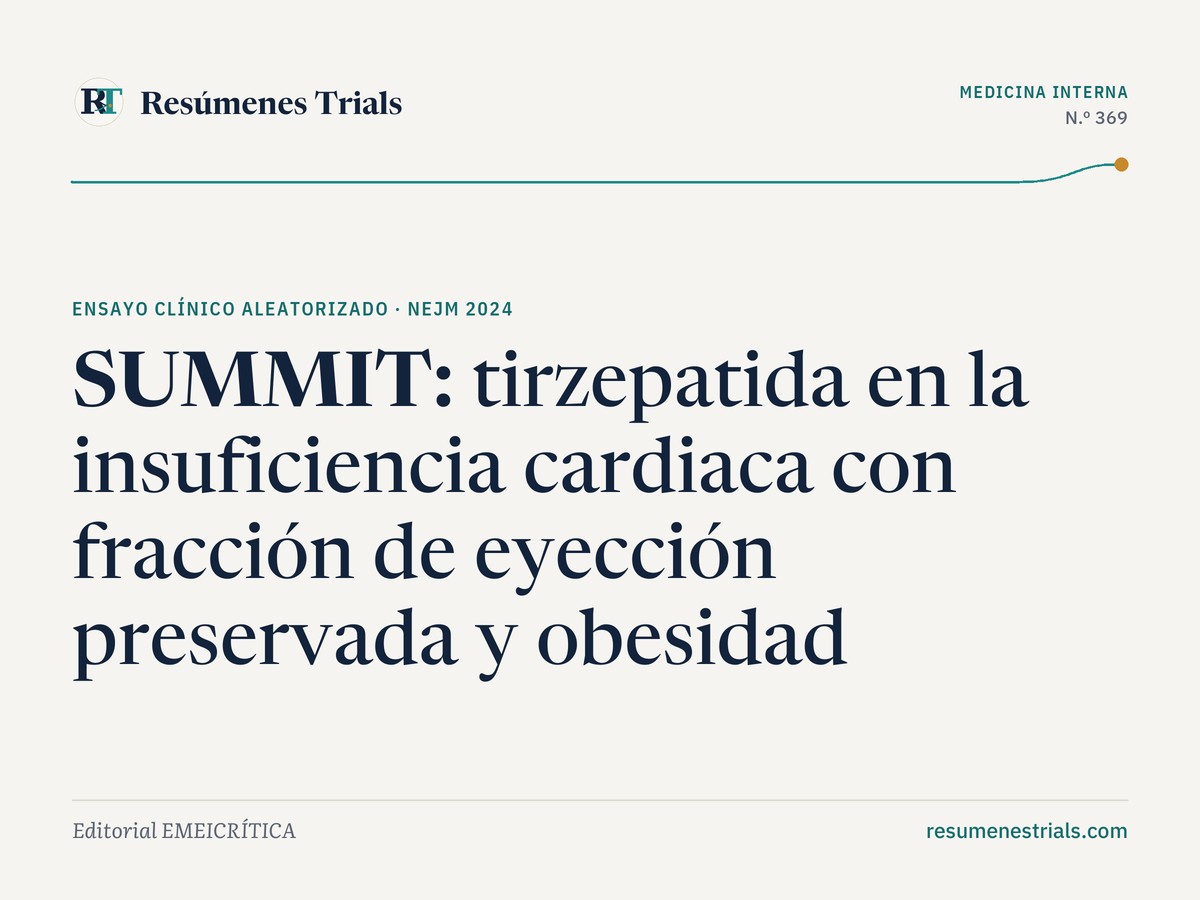 RT Resúmenes Trials
MEDICINA INTERNA
N.º 369
ENSAYO CLÍNICO ALEATORIZADO · NEJM 2024
SUMMIT: tirzepatida en la
insuficiencia cardiaca con
fracción de eyección
preservada y obesidad
Editorial EMEICRÍTICA
resumenestrials.com